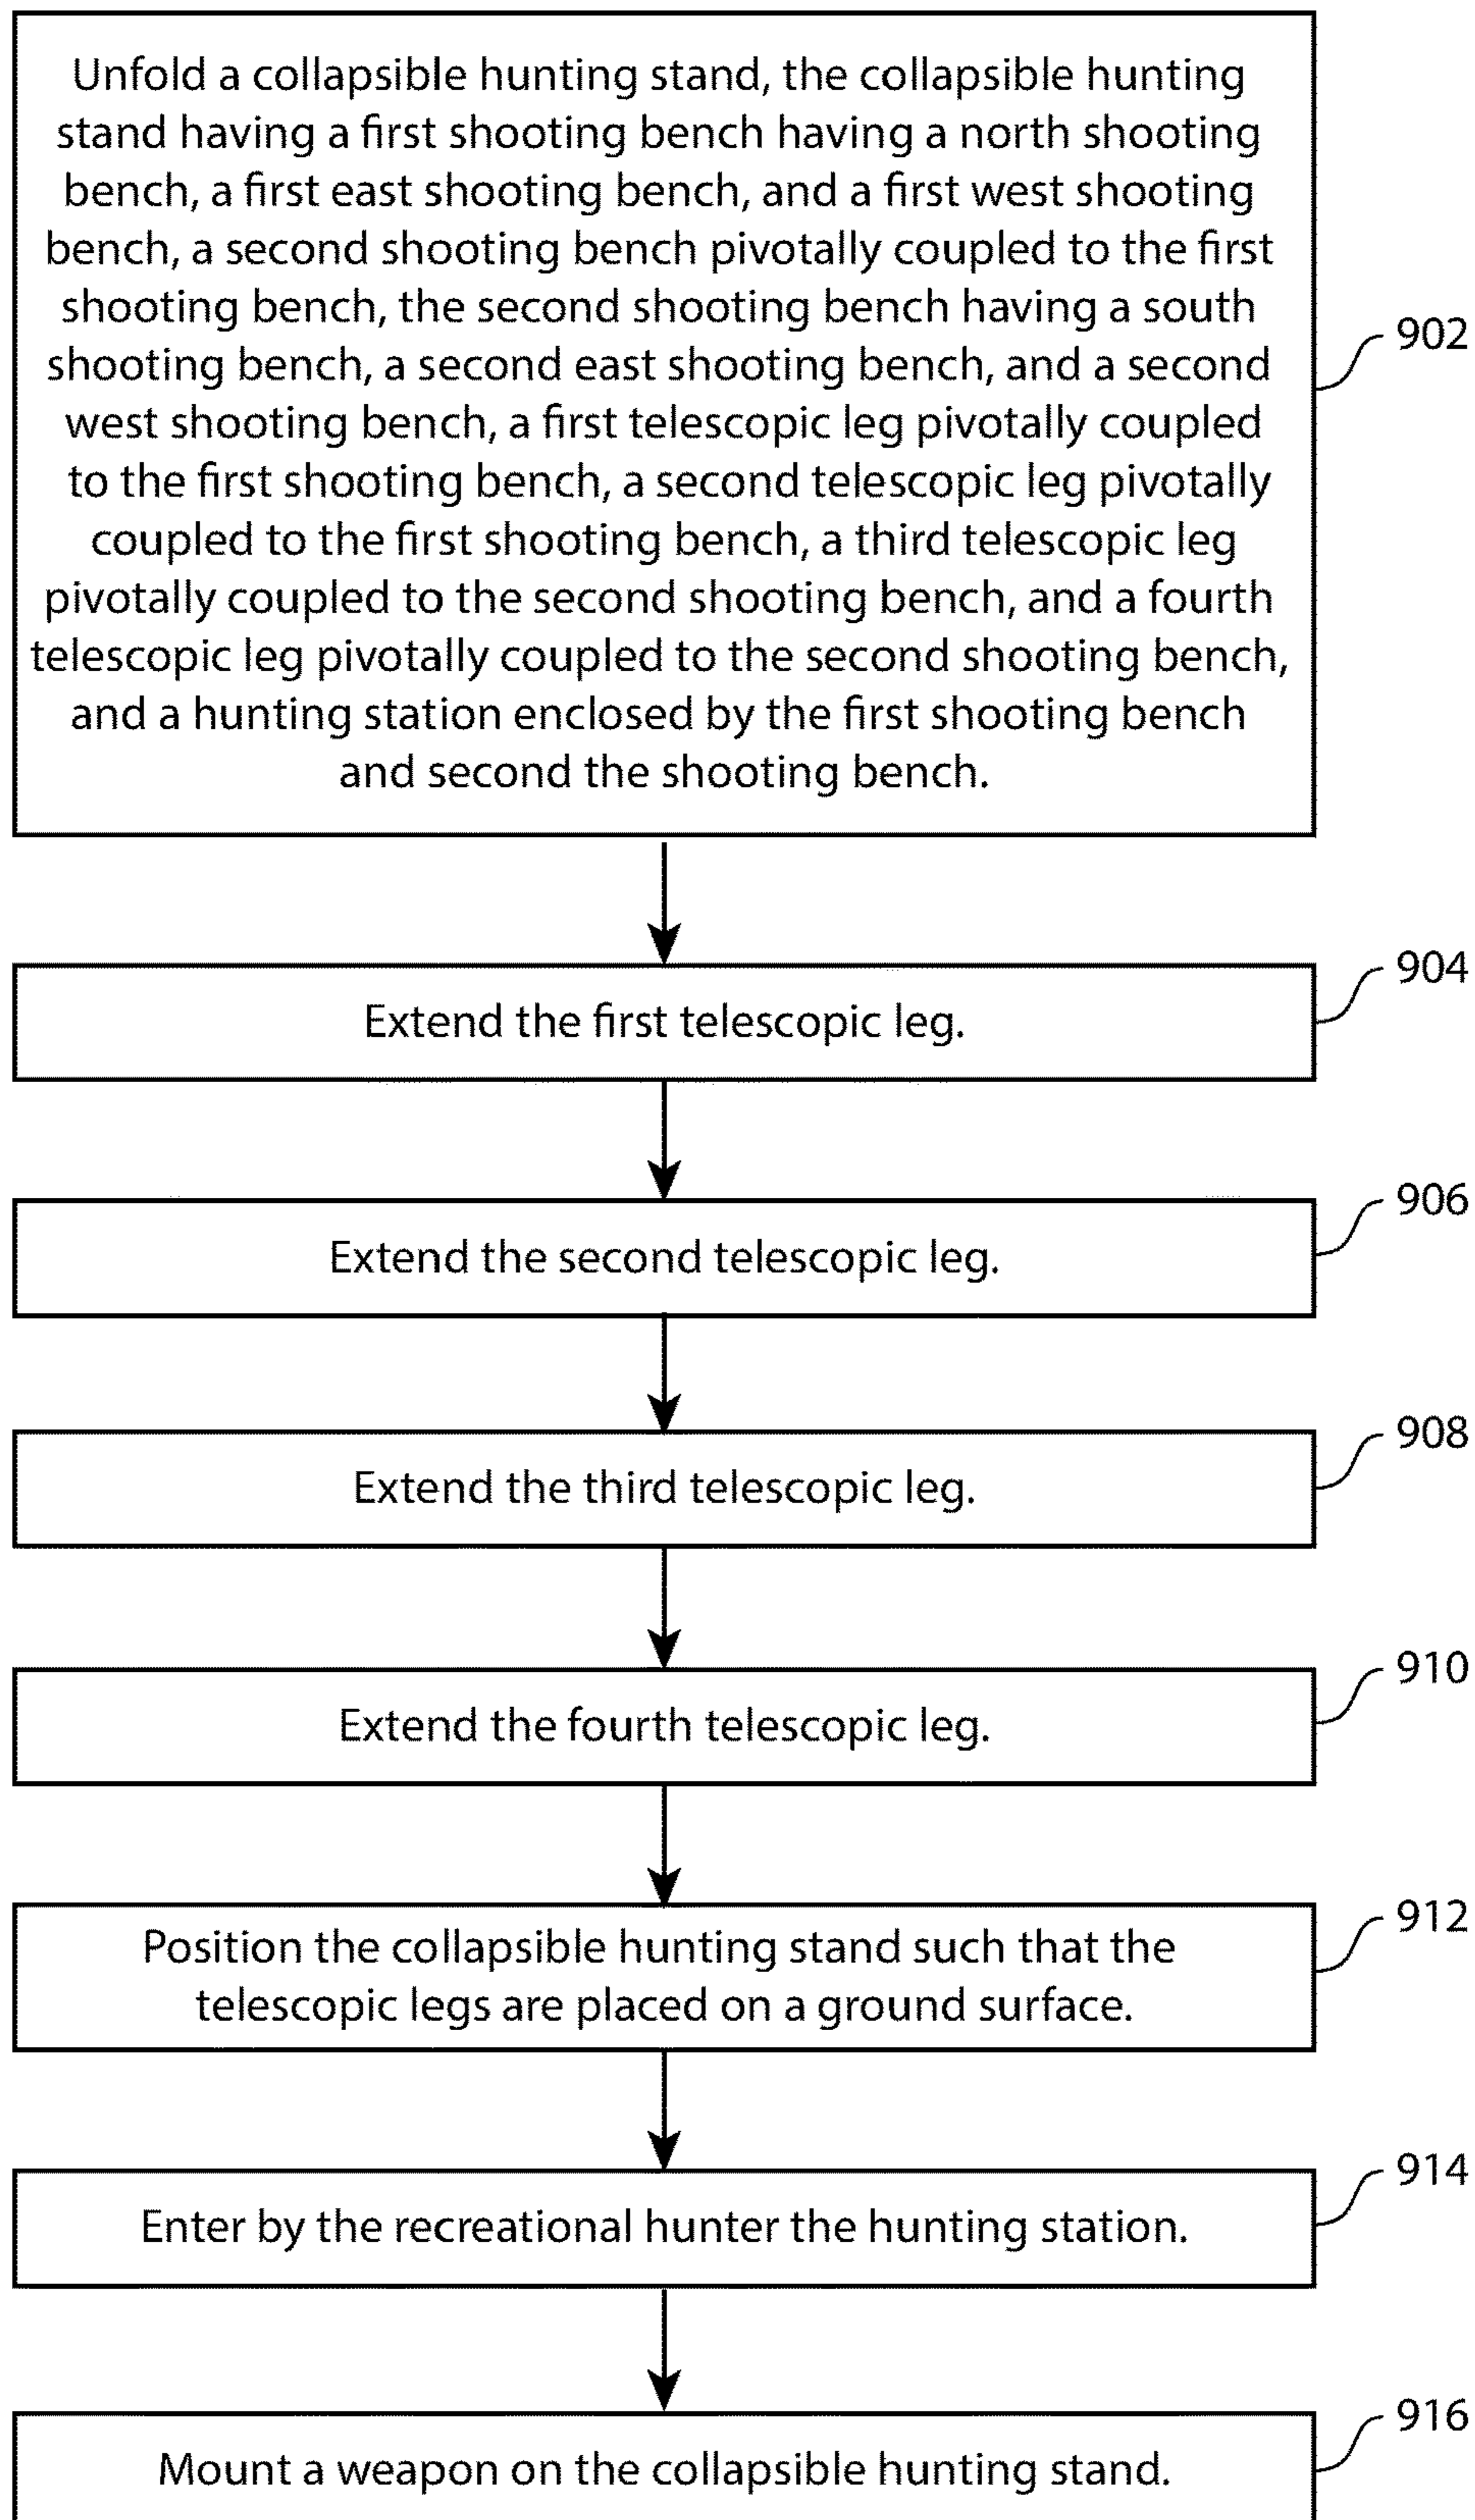 Unfold a collapsible hunting stand, the collapsible hunting
stand having a first shooting bench having a north shooting
bench, a first east shooting bench, and a first west shooting
bench, a second shooting bench pivotally coupled to the first
shooting bench, the second shooting bench having a south
shooting bench, a second east shooting bench, and a second
west shooting bench, a first telescopic leg pivotally coupled
to the first shooting bench, a second telescopic leg pivotally
coupled to the first shooting bench, a third telescopic leg
pivotally coupled to the second shooting bench, and a fourth
telescopic leg pivotally coupled to the second shooting bench,
and a hunting station enclosed by the first shooting bench
and second the shooting bench.
902
Extend the first telescopic leg.
904
Extend the second telescopic leg.
906
Extend the third telescopic leg.
908
Extend the fourth telescopic leg.
910
Position the collapsible hunting stand such that the
telescopic legs are placed on a ground surface.
912
Enter by the recreational hunter the hunting station.
914
Mount a weapon on the collapsible hunting stand.
916